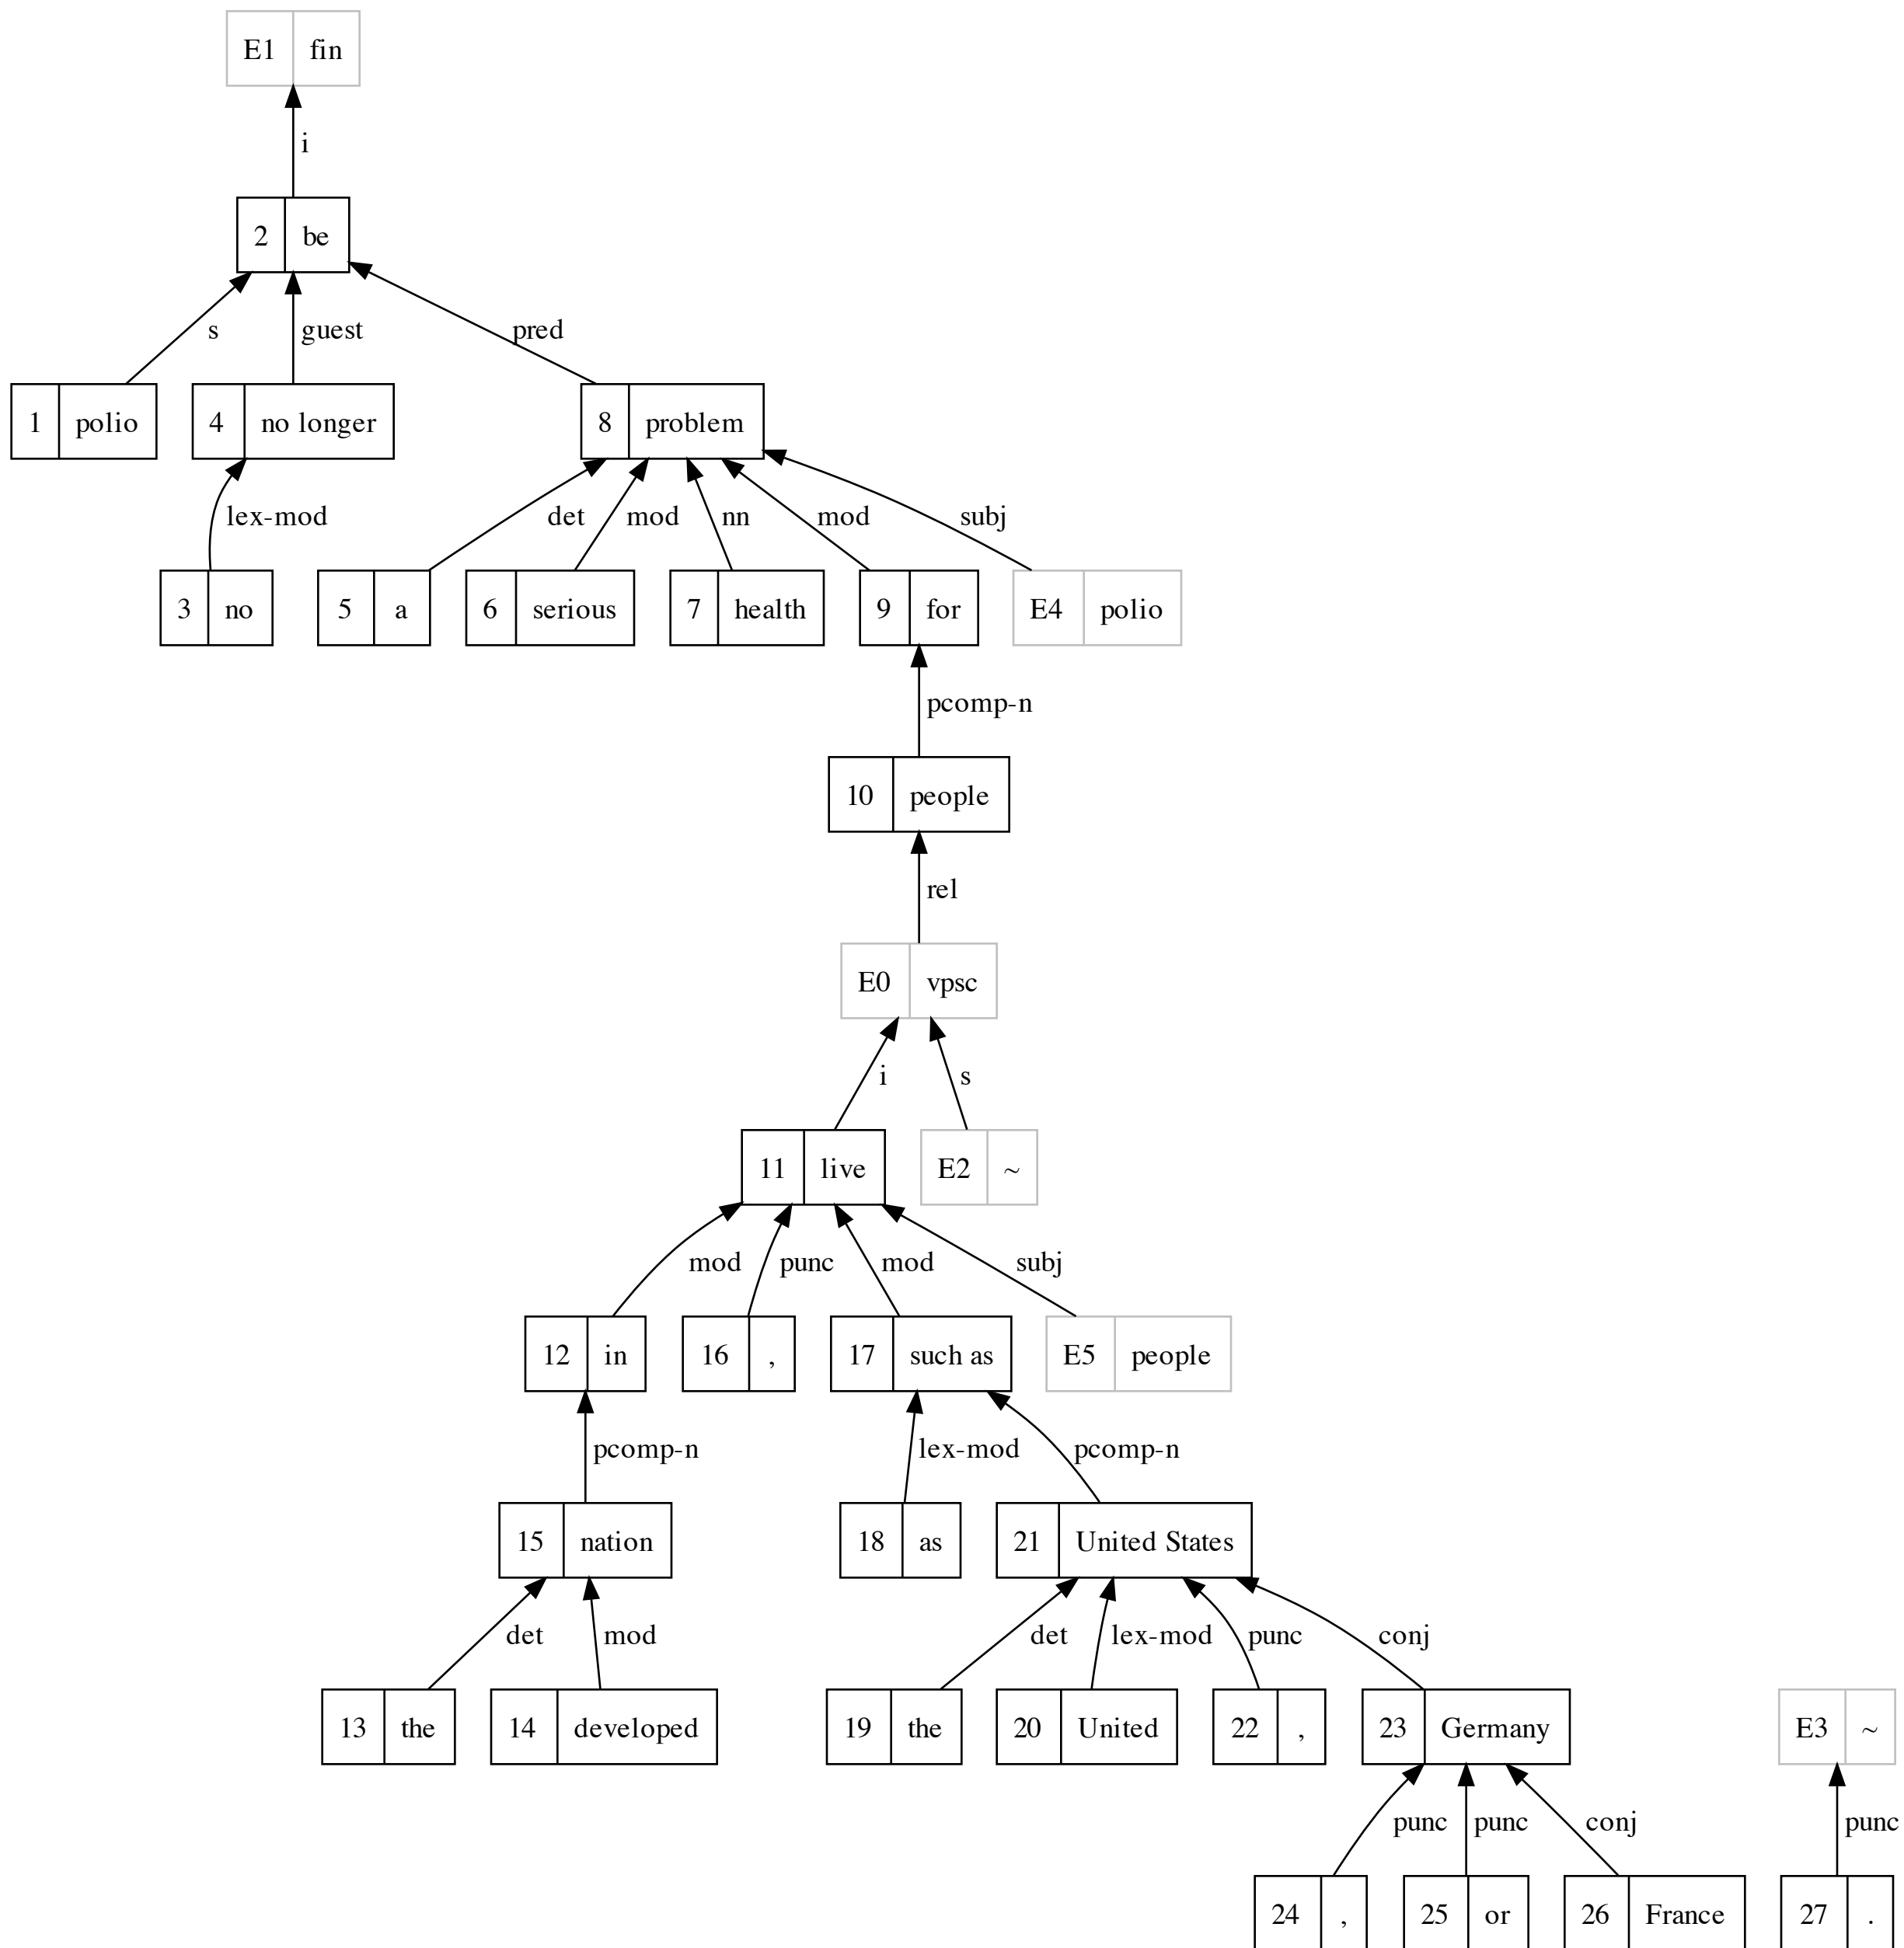 E1 fin
i
2 be
s guest pred
1 polio 4 no longer 8 problem
lex-mod det mod nn mod subj
3 no 5 a 6 serious 7 health 9 for E4 polio
pcomp-n
10 people
rel
E0 vpsc
i s
11 live E2 ~
mod punc mod subj
12 in 16 , 17 such as E5 people
pcomp-n lex-mod pcomp-n
15 nation 18 as 21 United States
det mod det lex-mod punc conj
13 the 14 developed 19 the 20 United 22 , 23 Germany E3 ~
punc punc conj punc
24 , 25 or 26 France 27 .